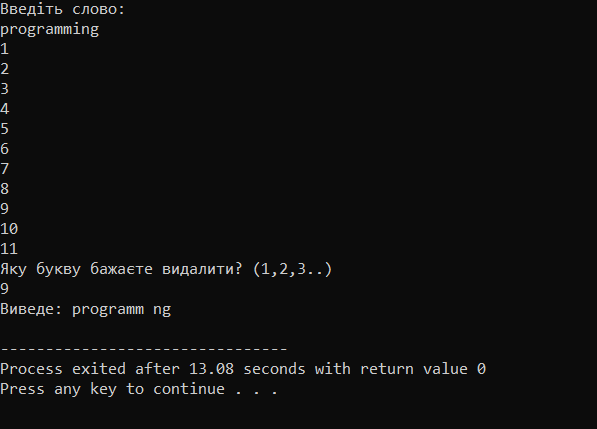 Введіть слово:
programming
1
2
3
4
5
6
7
8
9
10
11
Яку букву бажаєте видалити? (1,2,3..)
9
Виведе: programm ng
--------------------------------
Process exited after 13.08 seconds with return value 0
Press any key to continue . . .